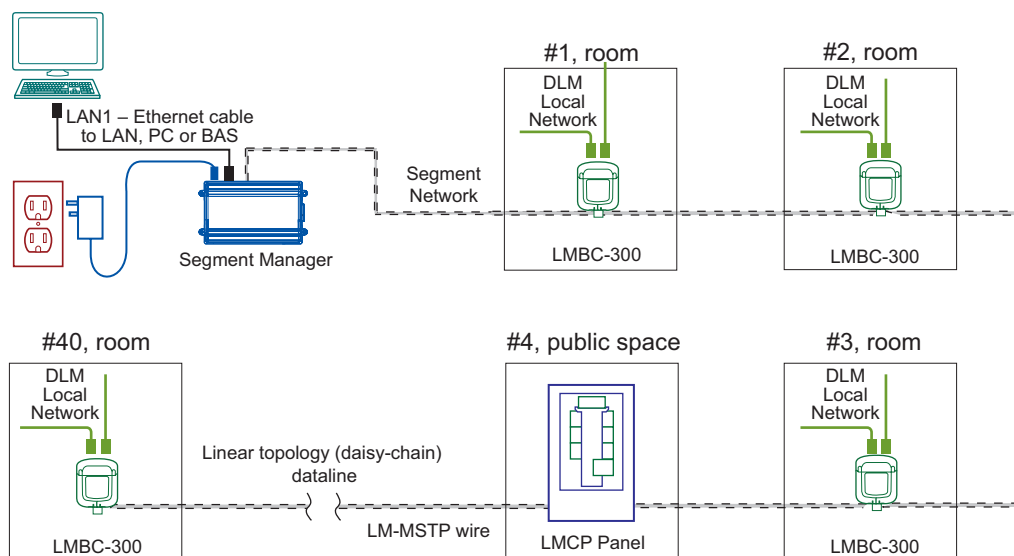 LAN1 – Ethernet cable
to LAN, PC or BAS
Segment Manager
Segment
Network
#1, room
DLM
Local
Network
LMBC-300
#2, room
DLM
Local
Network
LMBC-300
#40, room
DLM
Local
Network
LMBC-300
Linear topology (daisy-chain)
dataline
LM-MSTP wire
#4, public space
LMCP Panel
#3, room
DLM
Local
Network
LMBC-300